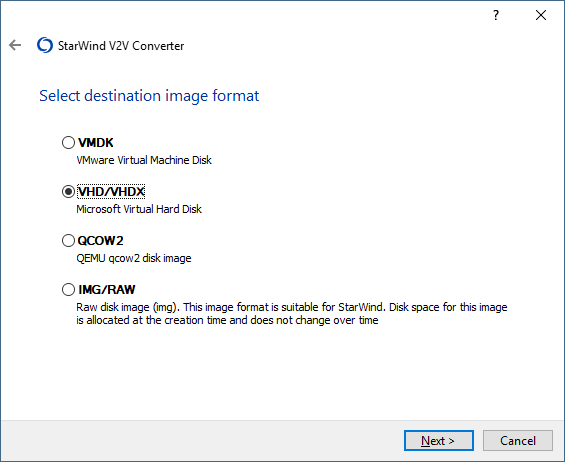 ?
StarWind V2V Converter
Select destination image format
VMDK
VMware Virtual Machine Disk
VHD/VHDX
Microsoft Virtual Hard Disk
QCOW2
QEMU qcow2 disk image
IMG/RAW
Raw disk image (img). This image format is suitable for StarWind. Disk space for this image
is allocated at the creation time and does not change over time
Next >
Cancel